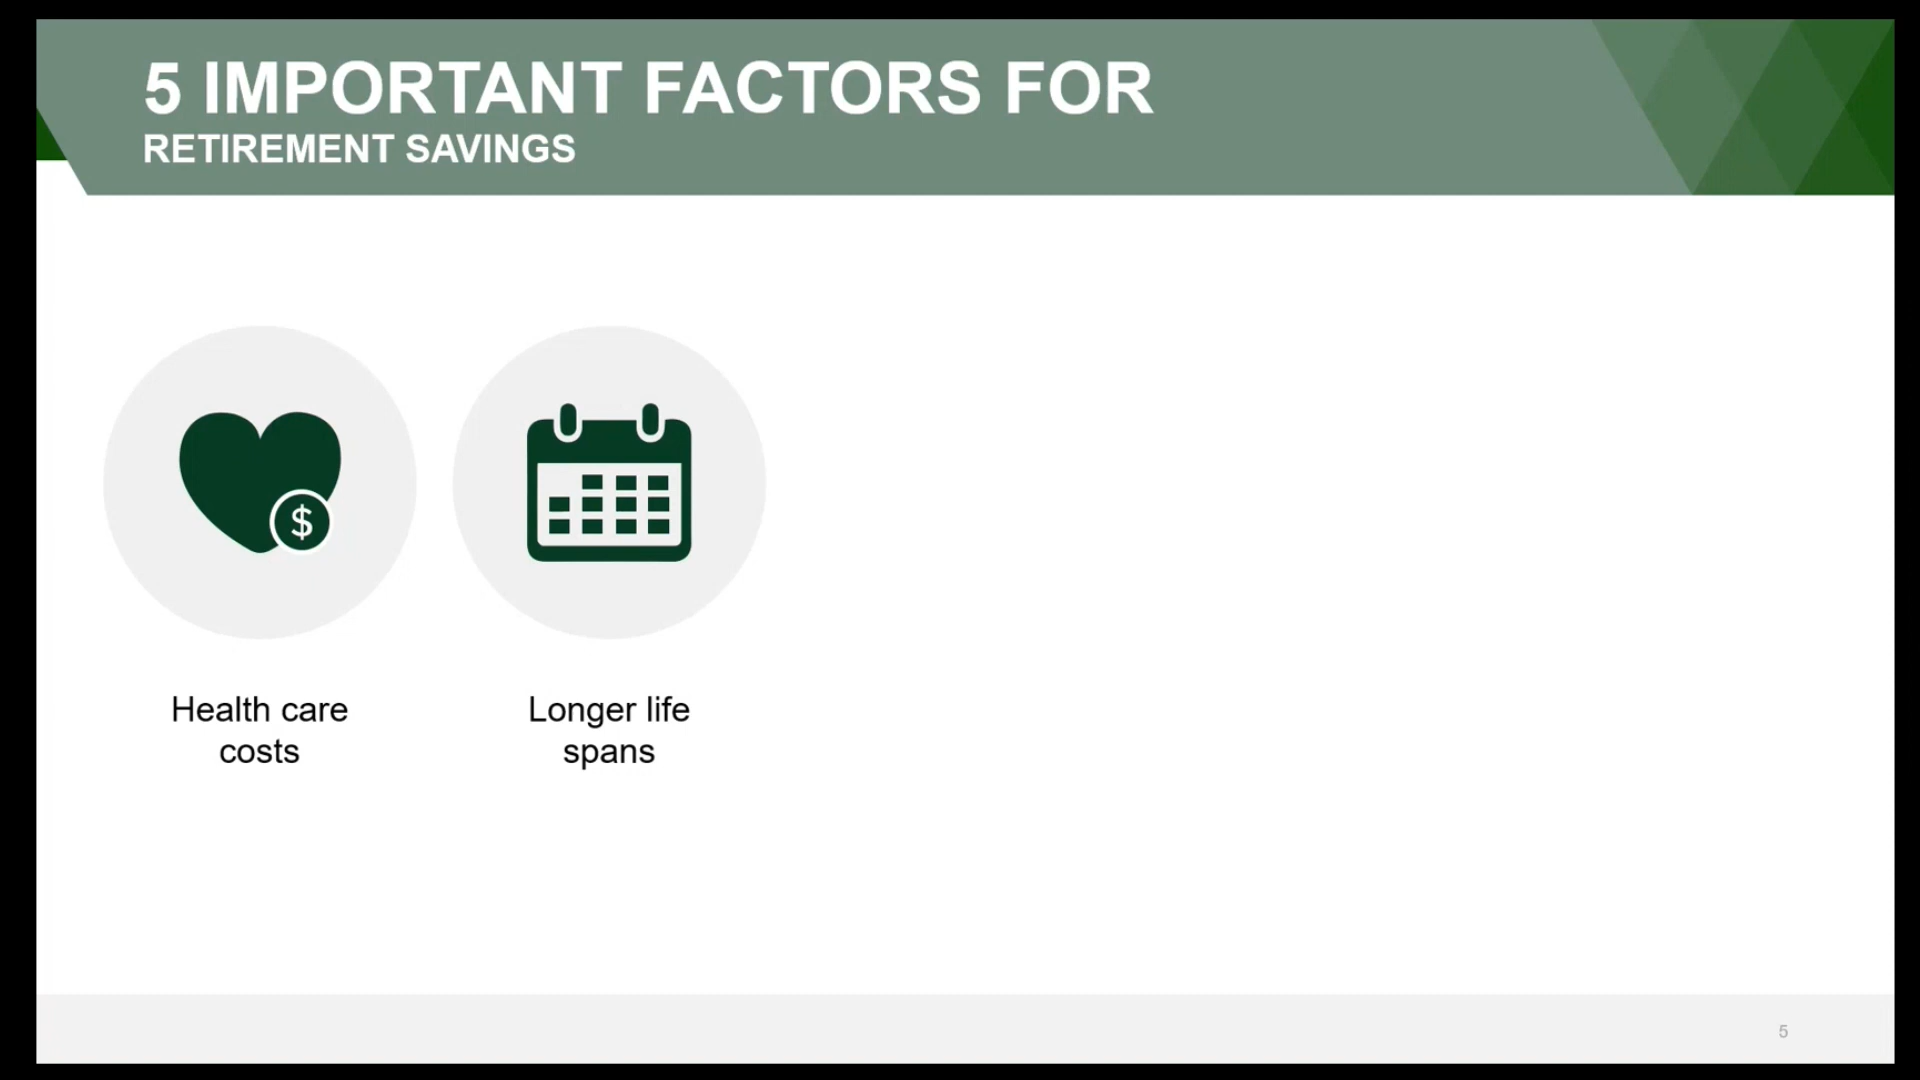 5 IMPORTANT FACTORS FOR
RETIREMENT SAVINGS
$
Health care
costs
Longer life
spans
5